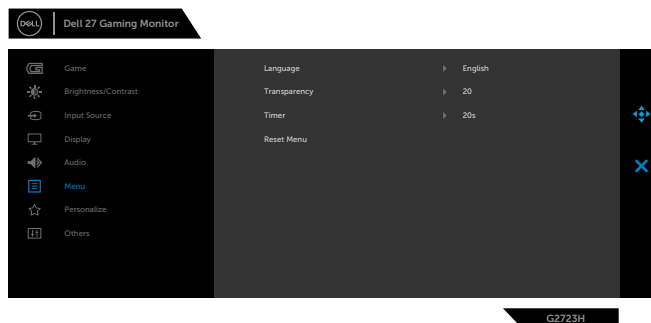 DELL
Dell 27 Gaming Monitor
Game
Brightness/Contrast
Input Source
Display
Audio
Menu
Personalize
Others
Language English
Transparency 20
Timer 20s
Reset Menu
G2723H